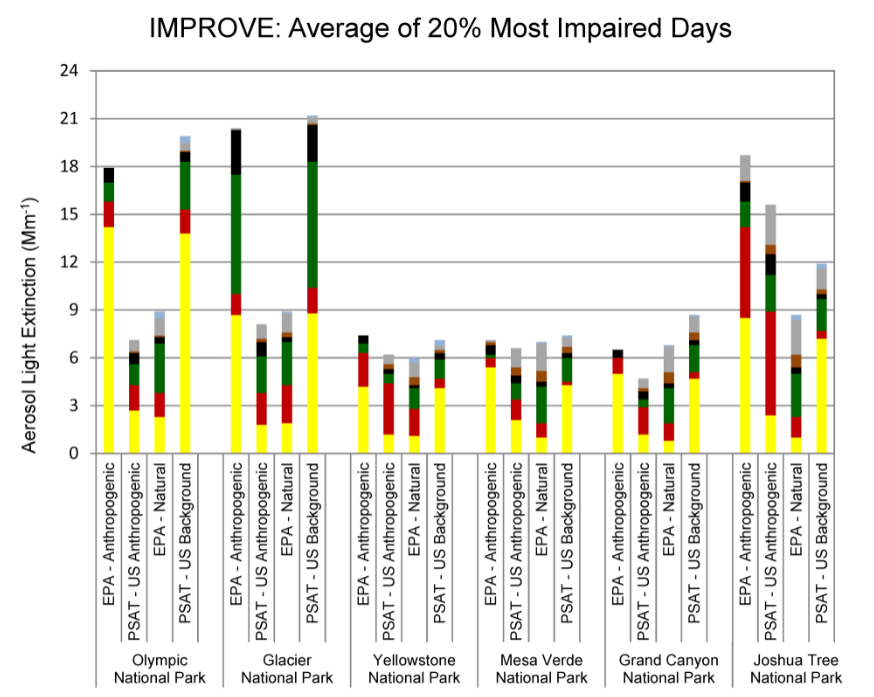 IMPROVE: Average of 20% Most Impaired Days
Aerosol Light Extinction (Mm⁻¹)
24
21
18
15
12
9
6
3
0
EPA - Anthropogenic
PSAT - US Anthropogenic
EPA - Natural
PSAT - US Background
EPA - Anthropogenic
PSAT - US Anthropogenic
EPA - Natural
PSAT - US Background
EPA - Anthropogenic
PSAT - US Anthropogenic
EPA - Natural
PSAT - US Background
EPA - Anthropogenic
PSAT - US Anthropogenic
EPA - Natural
PSAT - US Background
EPA - Anthropogenic
PSAT - US Anthropogenic
EPA - Natural
PSAT - US Background
EPA - Anthropogenic
PSAT - US Anthropogenic
EPA - Natural
PSAT - US Background
Olympic
National Park
Glacier
National Park
Yellowstone
National Park
Mesa Verde
National Park
Grand Canyon
National Park
Joshua Tree
National Park